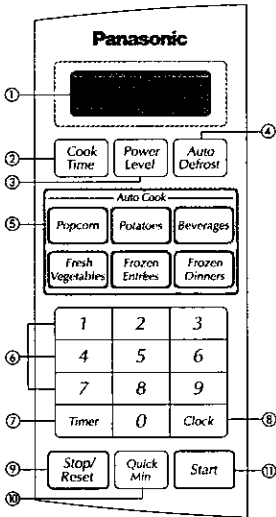 Panasonic
①
④
② Cook Time Power Level Auto Defrost
③
Auto Cook
⑤ Popcorn Potatoes Beverages
Fresh Vegetables Frozen Entrées Frozen Dinners
1 2 3
⑥ 4 5 6
7 8 9
⑦ Timer 0 Clock ⑧
⑨ Stop/Reset Quick Min Start ⑪
⑩